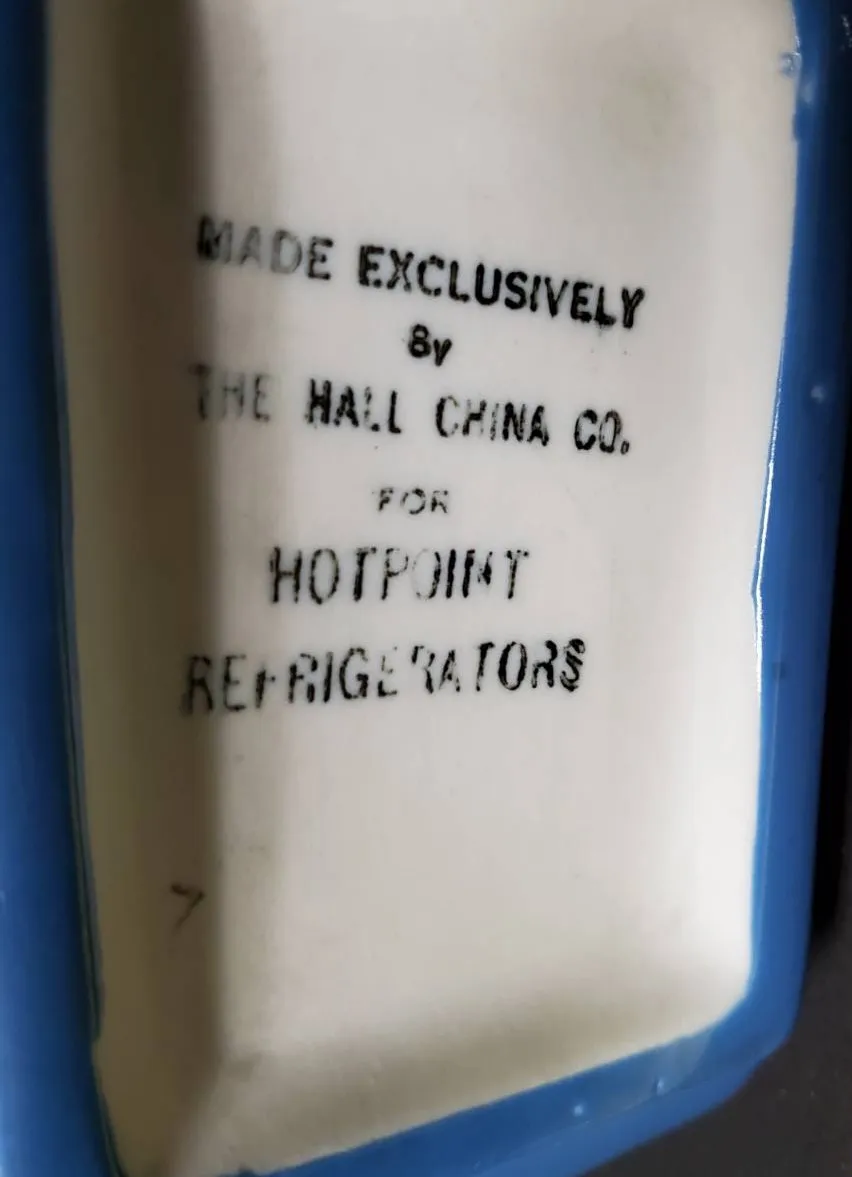 MADE EXCLUSIVELY
By
THE HALL CHINA CO.
FOR
HOTPOINT
REFRIGERATORS